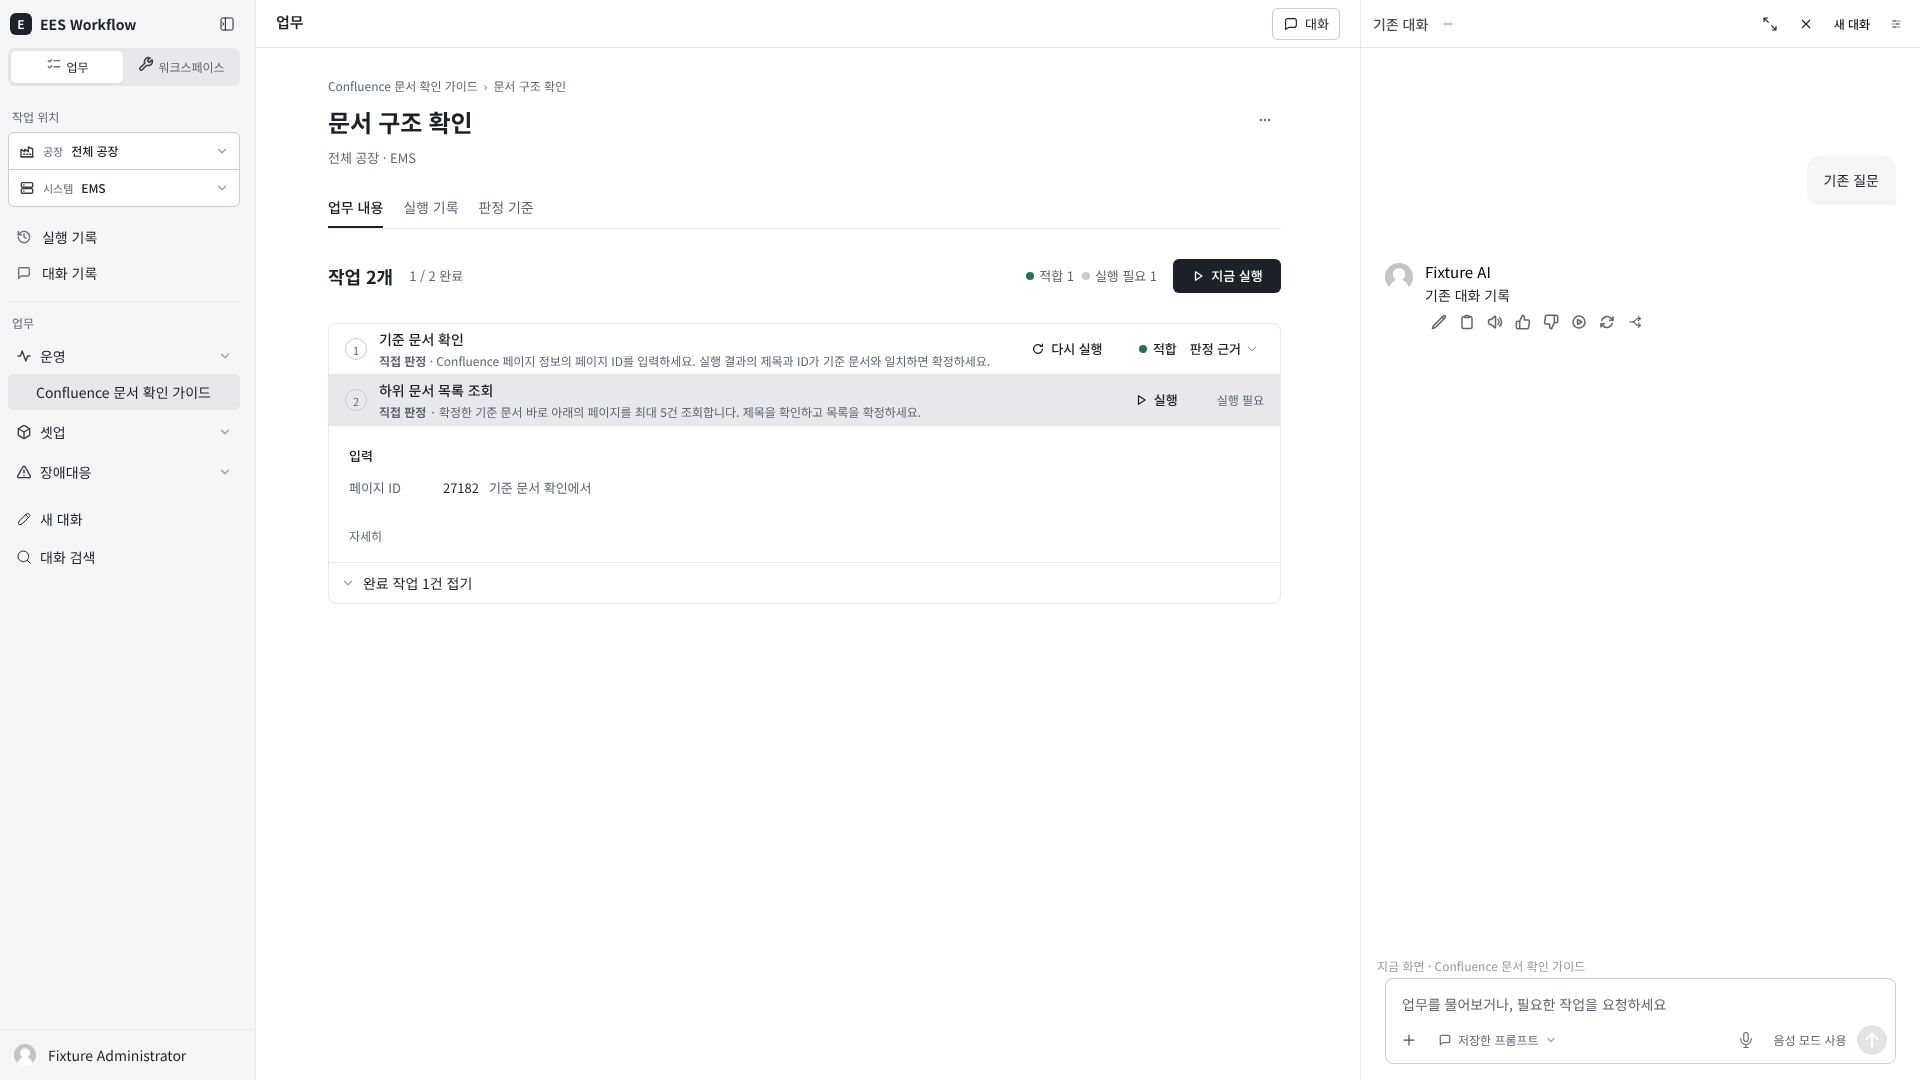 E EES Workflow
업무
워크스페이스
작업 위치
공장 전체 공장
시스템 EMS
실행 기록
대화 기록
업무
운영
Confluence 문서 확인 가이드
셋업
장애대응
새 대화
대화 검색
Fixture Administrator
업무
대화
Confluence 문서 확인 가이드 › 문서 구조 확인
문서 구조 확인
전체 공장 · EMS
업무 내용 실행 기록 판정 기준
작업 2개 1 / 2 완료
적합 1 실행 필요 1
지금 실행
1 기준 문서 확인
직접 판정 · Confluence 페이지 정보의 페이지 ID를 입력하세요. 실행 결과의 제목과 ID가 기준 문서와 일치하면 확정하세요.
다시 실행 적합 판정 근거
2 하위 문서 목록 조회
직접 판정 · 확정한 기준 문서 바로 아래의 페이지를 최대 5건 조회합니다. 제목을 확인하고 목록을 확정하세요.
실행 실행 필요
입력
페이지 ID 27182 기준 문서 확인에서
자세히
완료 작업 1건 접기
기존 대화 ···
새 대화
기존 질문
Fixture AI
기존 대화 기록
지금 화면 · Confluence 문서 확인 가이드
업무를 물어보거나, 필요한 작업을 요청하세요
저장한 프롬프트
음성 모드 사용